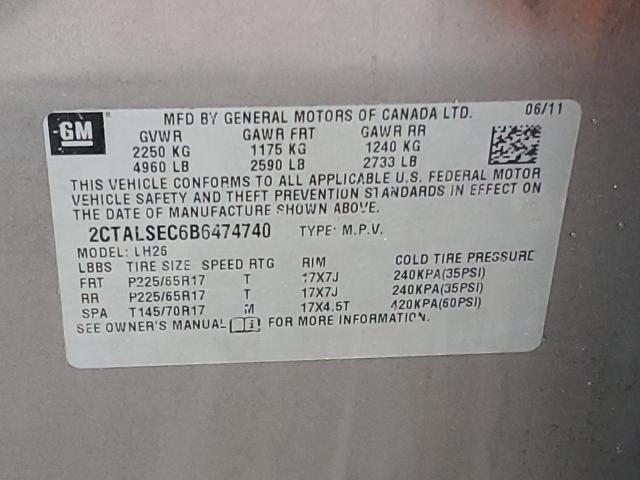 GM
MFD BY GENERAL MOTORS OF CANADA LTD. 06/11
GVWR GAWR FRT GAWR RR
2250 KG 1175 KG 1240 KG
4960 LB 2590 LB 2733 LB
THIS VEHICLE CONFORMS TO ALL APPLICABLE U.S. FEDERAL MOTOR
VEHICLE SAFETY AND THEFT PREVENTION STANDARDS IN EFFECT ON
THE DATE OF MANUFACTURE SHOWN ABOVE.
2CTALSEC6B6474740 TYPE: M.P.V.
MODEL: LH26
LBBS TIRE SIZE SPEED RTG RIM COLD TIRE PRESSURE
FRT P225/65R17 T 17X7J 240KPA(35PSI)
RR P225/65R17 T 17X7J 240KPA(35PSI)
SPA T145/70R17 M 17X4.5T 420KPA(60PSI)
SEE OWNER'S MANUAL FOR MORE INFORMATION.